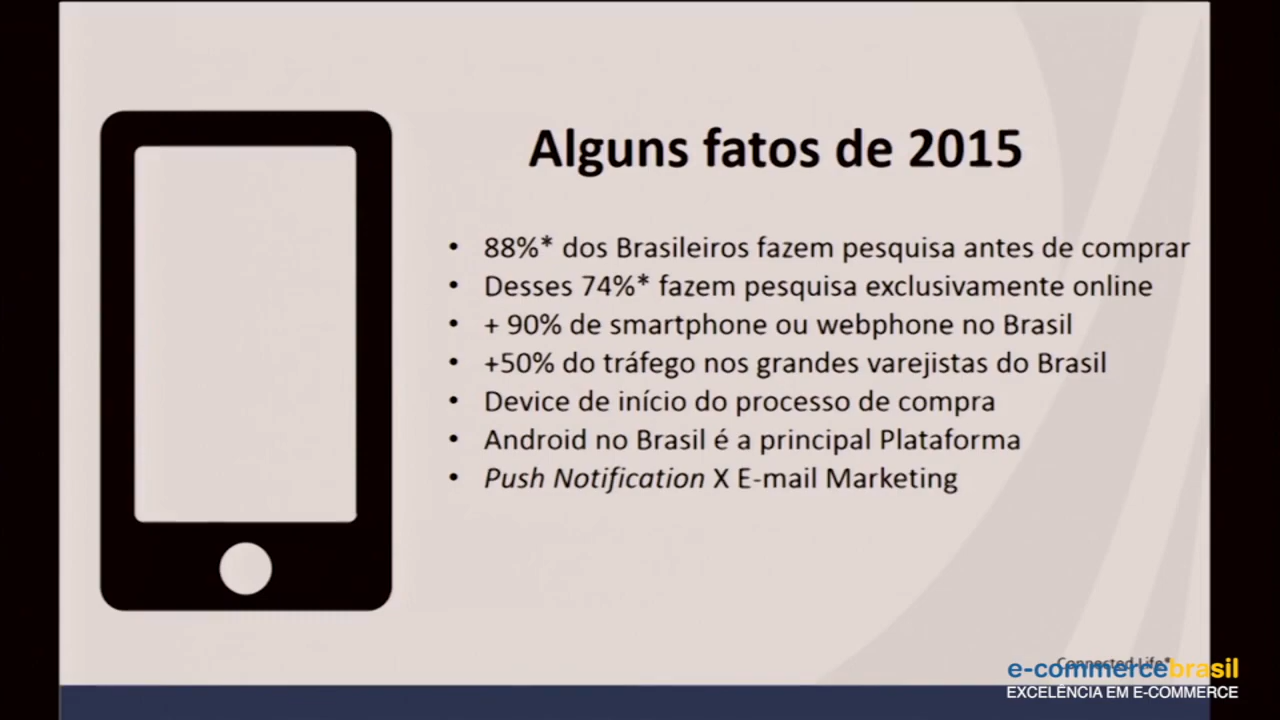 Alguns fatos de 2015
• 88%* dos Brasileiros fazem pesquisa antes de comprar
• Desses 74%* fazem pesquisa exclusivamente online
• + 90% de smartphone ou webphone no Brasil
• +50% do tráfego nos grandes varejistas do Brasil
• Device de início do processo de compra
• Android no Brasil é a principal Plataforma
• Push Notification X E-mail Marketing
Connected Life*
e-commercebrasil
EXCELÊNCIA EM E-COMMERCE